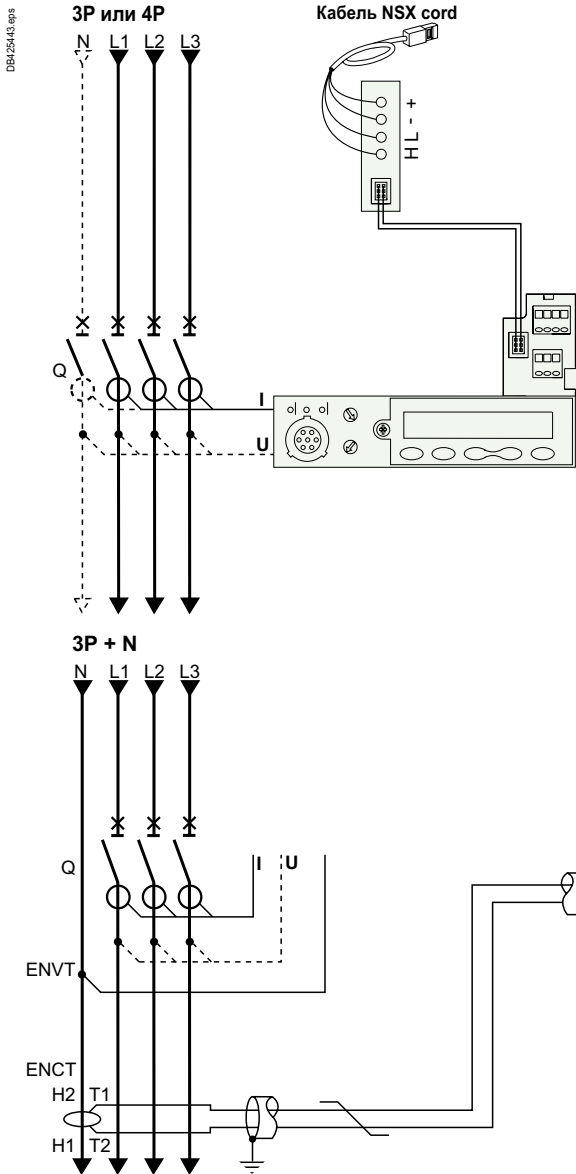 DB425443.eps
3P или 4P
N L1 L2 L3
Кабель NSX cord
H L - +
Q
I
U
3P + N
N L1 L2 L3
Q
I U
ENVT
ENCT
H2 T1
H1 T2